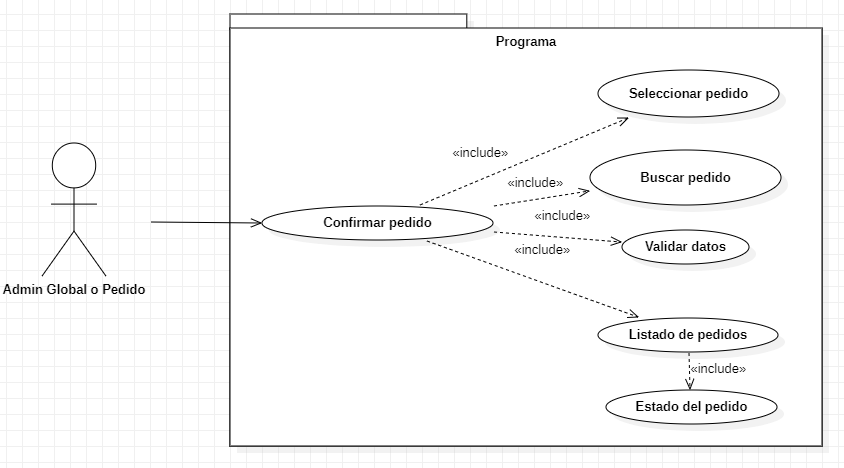 Programa
Seleccionar pedido
«include»
«include»
Buscar pedido
«include»
Confirmar pedido
«include»
Validar datos
Admin Global o Pedido
Listado de pedidos
«include»
Estado del pedido